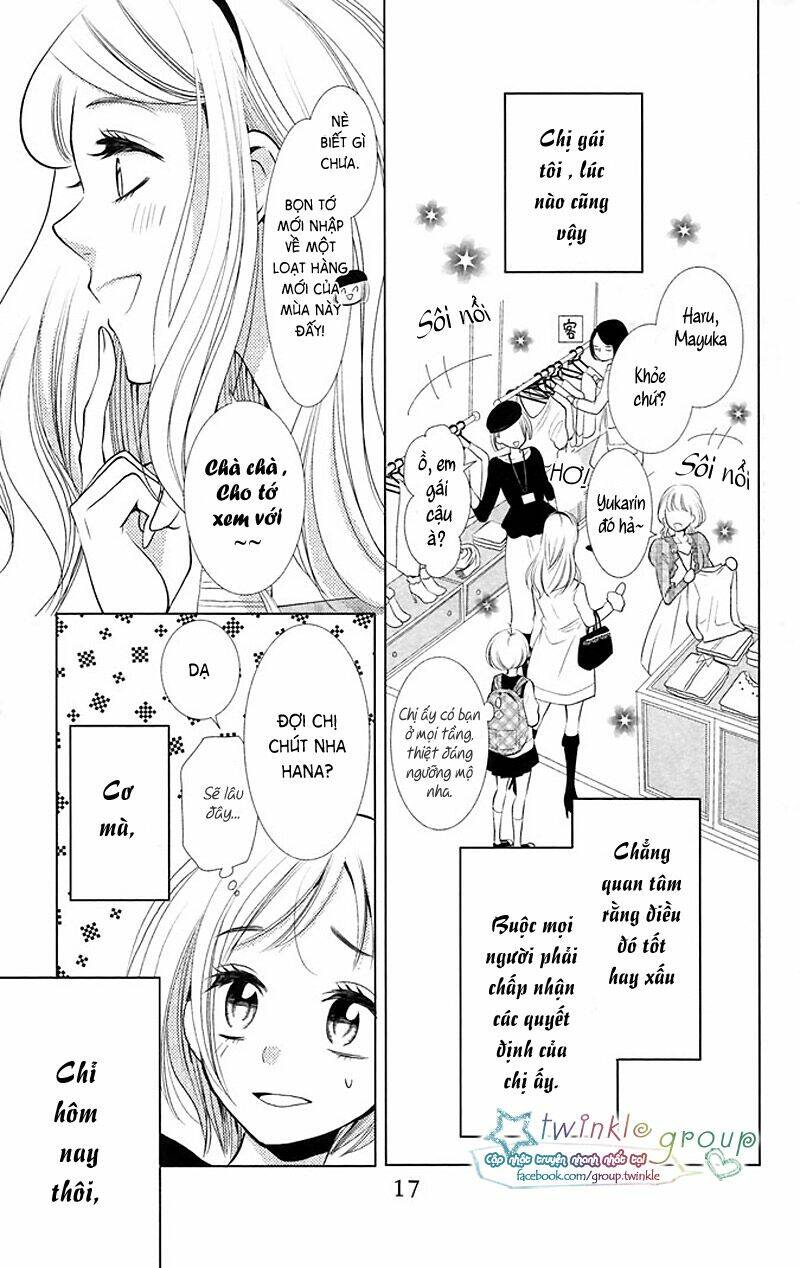 Chị gái
tôi , lúc
nào cũng
vậy
Haru,
Mayuka
Khỏe
chứ?
Sôi nổi
客
ồ, em
gái
cậu
à?
HƠ!
Yukarin
đó hả~
Sôi nổi
Chị ấy có bạn
ở mọi tầng,
thiệt đáng
ngưỡng mộ
nha.
Chẳng
quan tâm
rằng điều
đó tốt
hay xấu
Buộc mọi
người phải
chấp nhận
các quyết
định của
chị ấy.
NÈ
BIẾT GÌ
CHƯA.
BỌN TỚ
MỚI NHẬP
VỀ MỘT
LOẠT HÀNG
MỚI CỦA
MÙA NÀY
ĐẤY!
Chà chà ,
Cho tớ
xem với
~~
ĐỢI CHỊ
CHÚT NHA
HANA?
DẠ
Sẽ lâu
đây...
Cơ
mà,
Chỉ
hôm
nay
thôi,
twinkle group
Cập nhật truyện nhanh nhất tại
facebook.com/group.twinkle
17